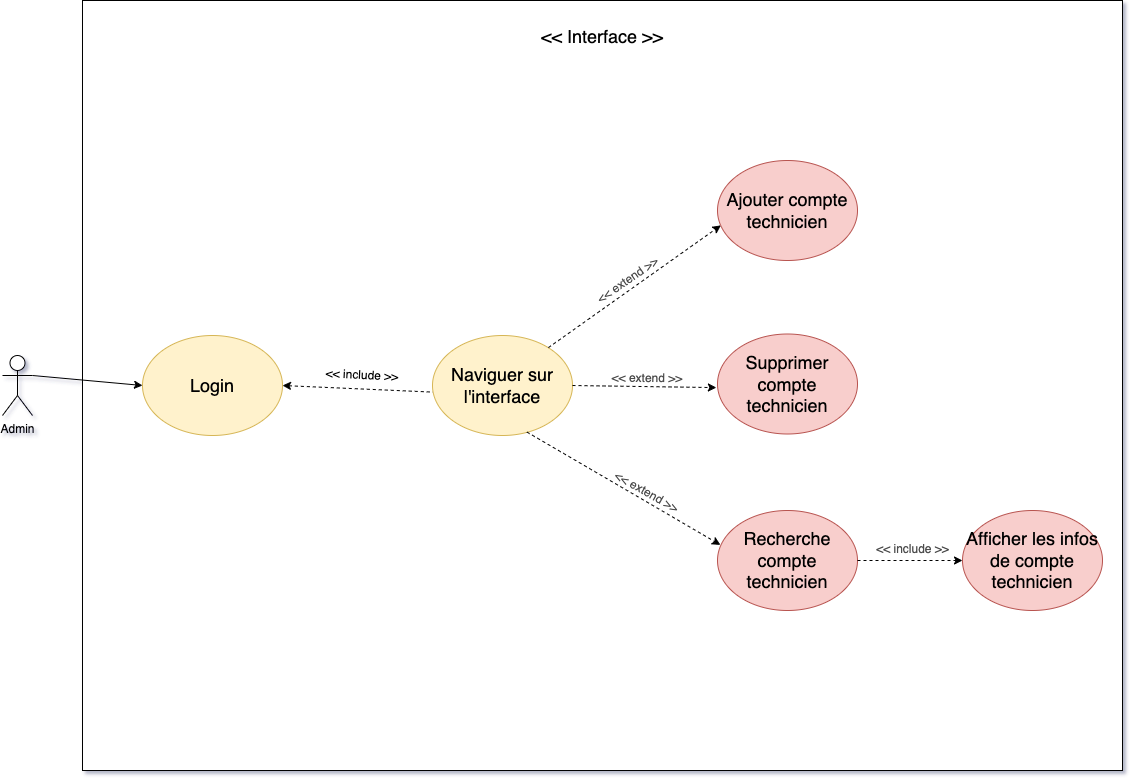 << Interface >>
Ajouter compte
technicien
<< extend >>
Supprimer
compte
technicien
Naviguer sur
l'interface
<< extend >>
<< include >>
Login
Admin
<< extend >>
Recherche
compte
technicien
<< include >>
Afficher les infos
de compte
technicien